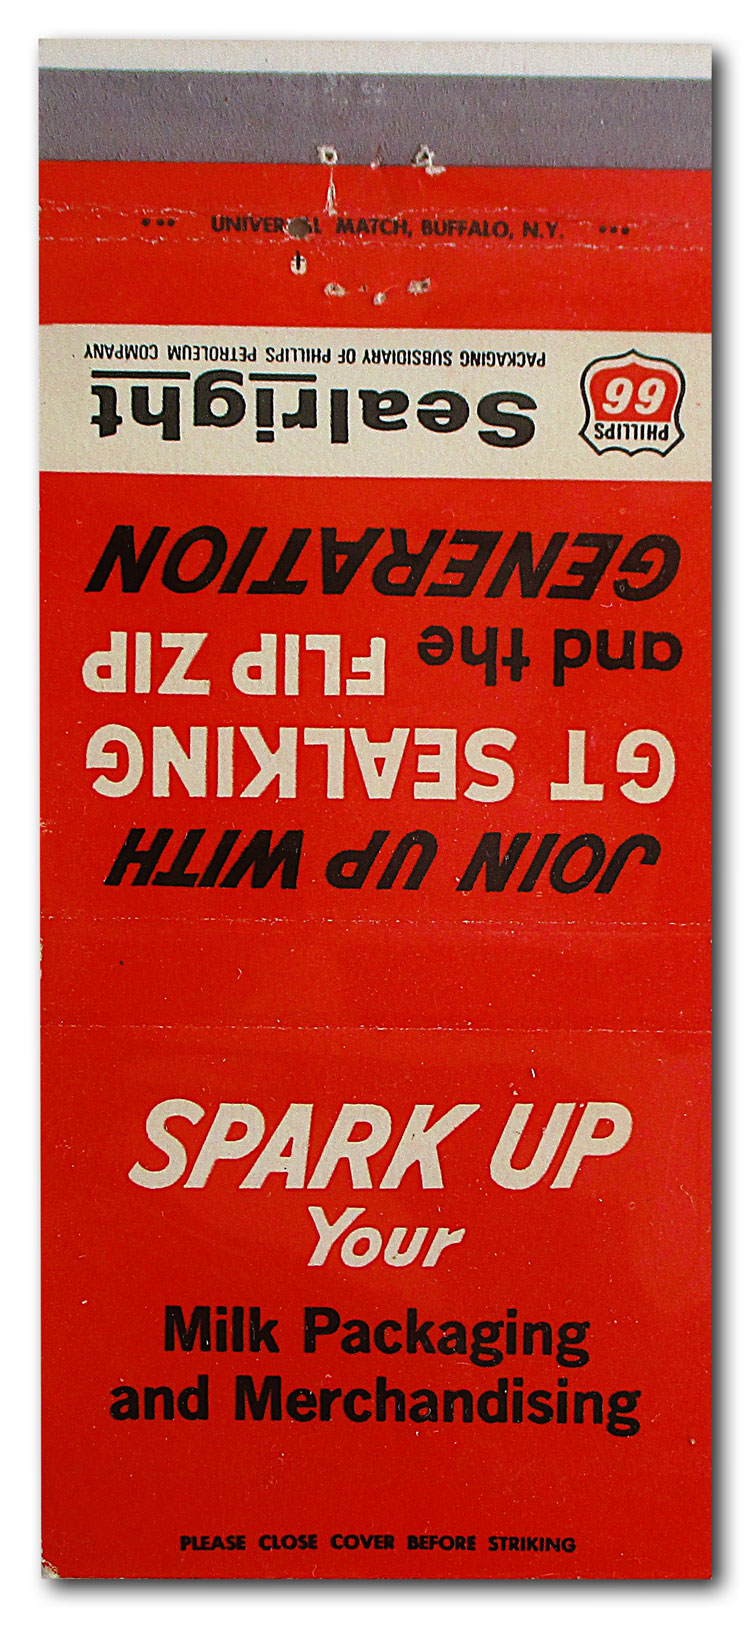 ••• UNIVERSAL MATCH, BUFFALO, N.Y. •••
JOIN UP WITH
GT SEALKING
and the FLIP ZIP
GENERATION
PHILLIPS
66
Sealright
PACKAGING SUBSIDIARY OF PHILLIPS PETROLEUM COMPANY
SPARK UP
Your
Milk Packaging
and Merchandising
PLEASE CLOSE COVER BEFORE STRIKING